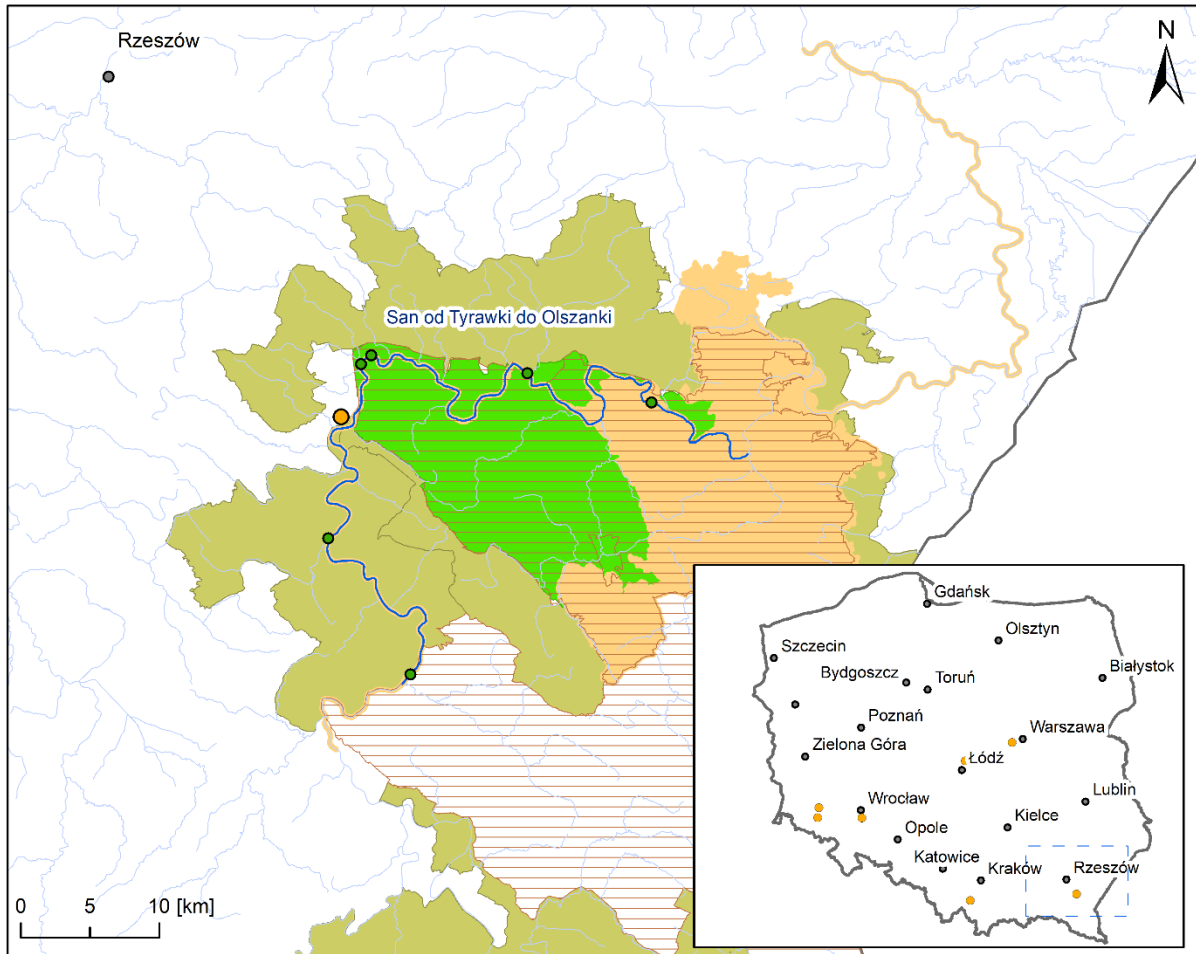 Rzeszów
N
San od Tyrawki do Olszanki
0 5 10 [km]
Gdańsk
Olsztyn
Szczecin
Białystok
Bydgoszcz
Toruń
Poznań
Warszawa
Zielona Góra
Łódź
Lublin
Wrocław
Kielce
Opole
Katowice
Rzeszów
Kraków